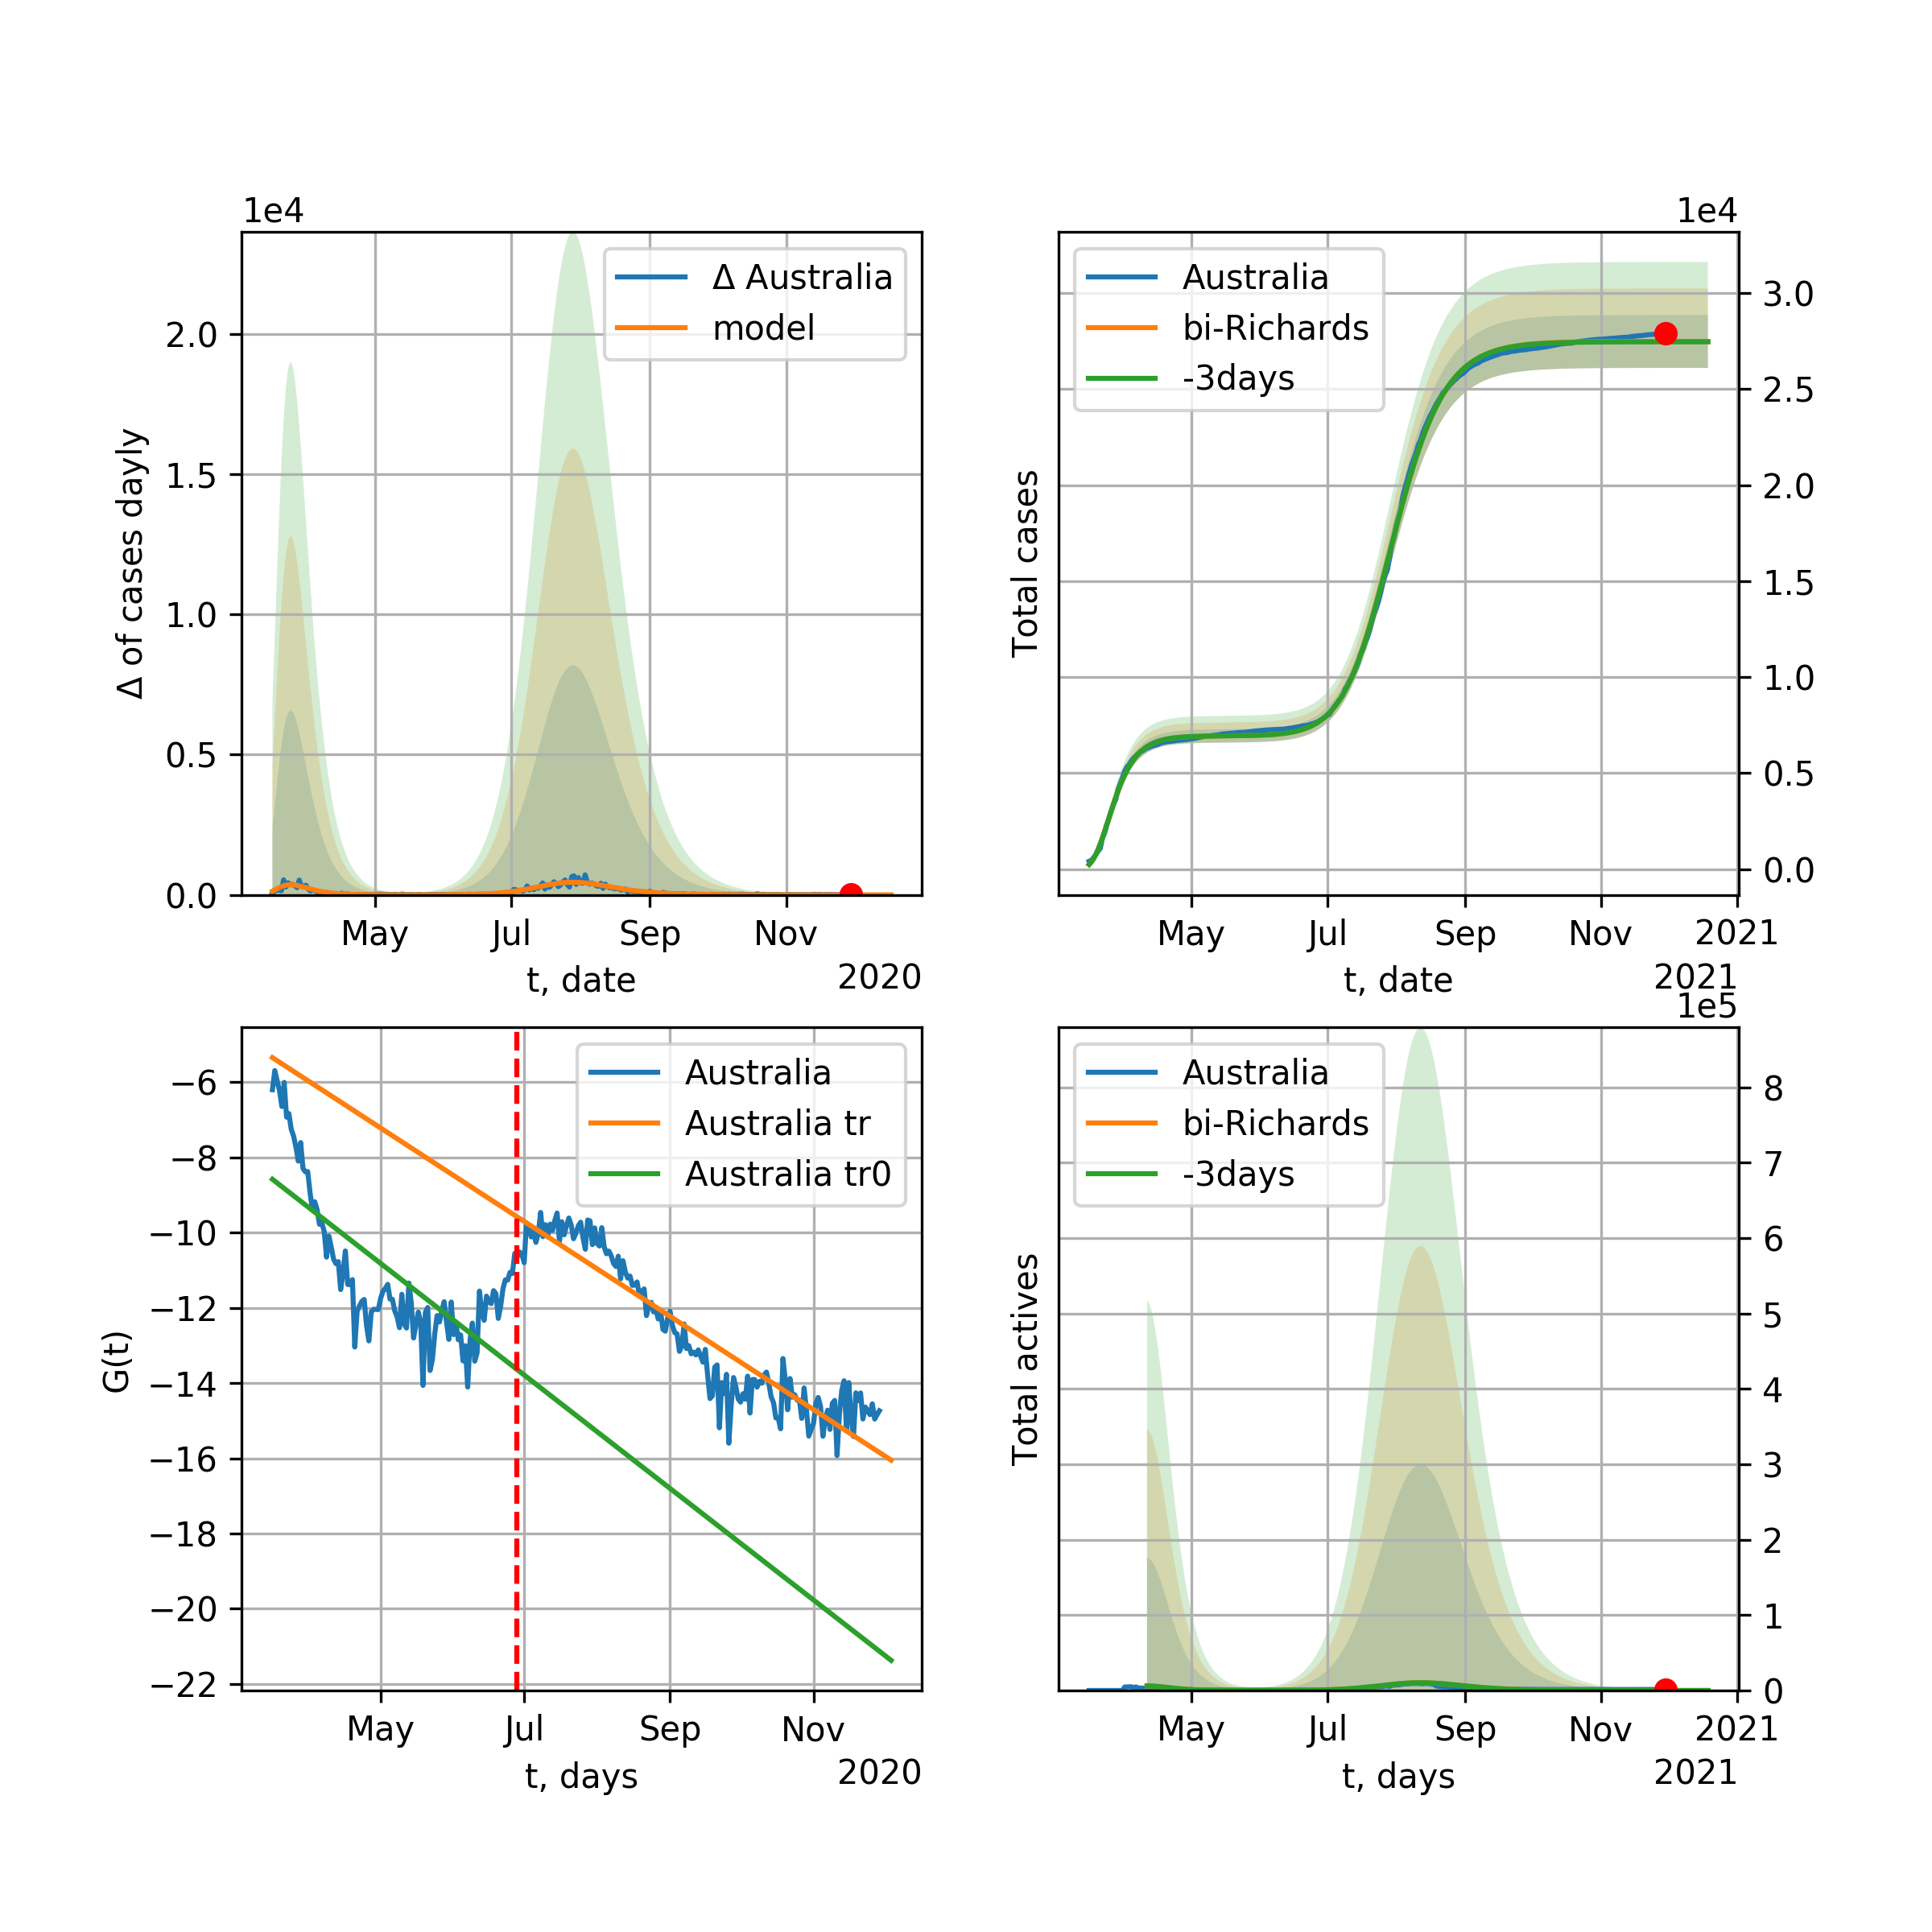 1e4
Δ Australia
model
2.0
1.5
1.0
0.5
0.0
Δ of cases dayly
May Jul Sep Nov
t, date
2020
1e4
Australia
bi-Richards
-3days
Total cases
3.0
2.5
2.0
1.5
1.0
0.5
0.0
May Jul Sep Nov 2021
t, date
2021
Australia
Australia tr
Australia tr0
G(t)
−6
−8
−10
−12
−14
−16
−18
−20
−22
May Jul Sep Nov
t, days
2020
1e5
Australia
bi-Richards
-3days
Total actives
8
7
6
5
4
3
2
1
0
May Jul Sep Nov 2021
t, days
2021